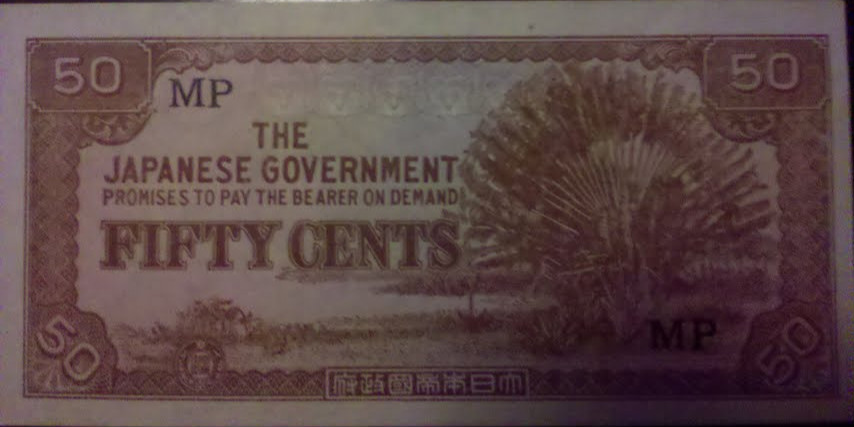 50
50
MP
THE
JAPANESE GOVERNMENT
PROMISES TO PAY THE BEARER ON DEMAND
FIFTY CENTS
MP
50
50
大日本帝國政府